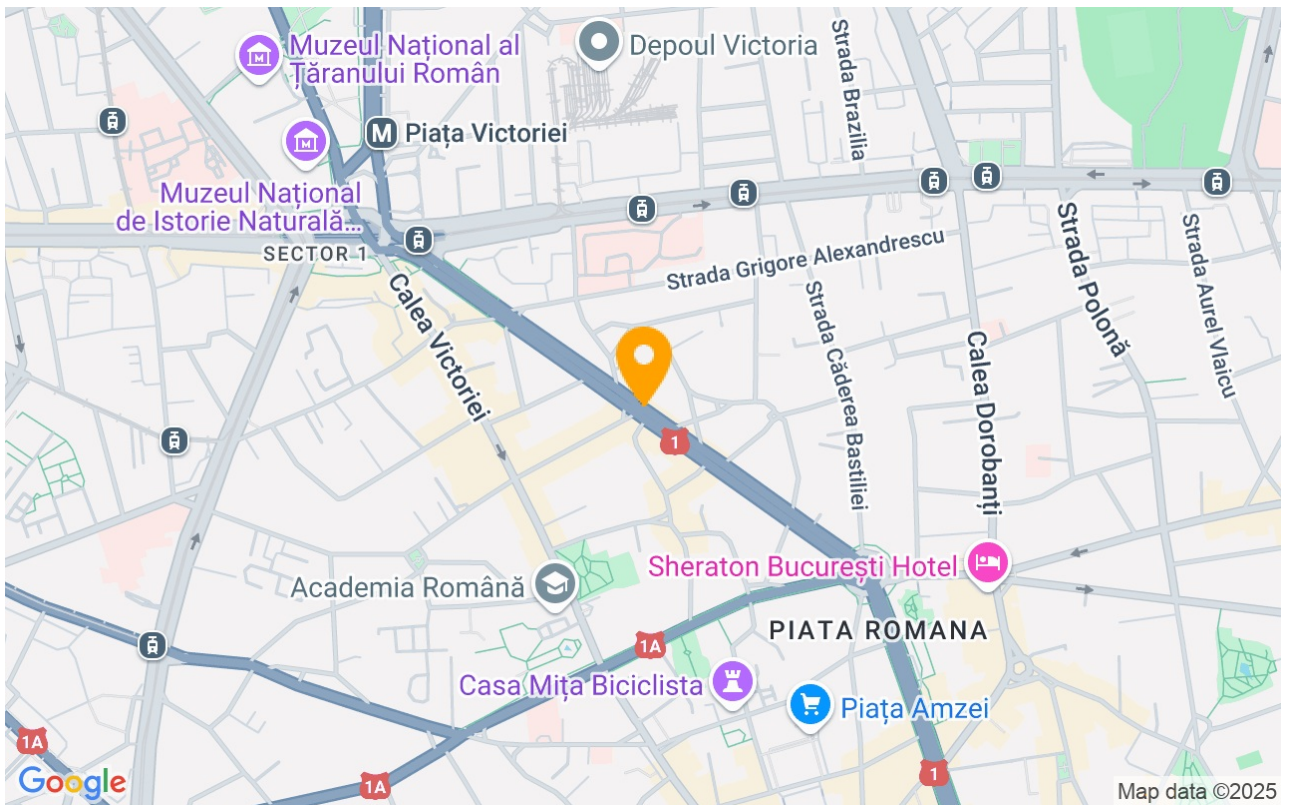 Muzeul Național al
Țăranului Român
Depoul Victoria
Strada Brazilia
M Piața Victoriei
Muzeul Național
de Istorie Naturală...
SECTOR 1
Strada Grigore Alexandrescu
Strada Polonă
Strada Aurel Vlaicu
Calea Victoriei
Strada Căderea Bastiliei
Calea Dorobanți
1
Sheraton București Hotel
Academia Română
PIATA ROMANA
1A
Casa Mița Biciclista
Piața Amzei
1A
1A
1
Google
Map data ©2025